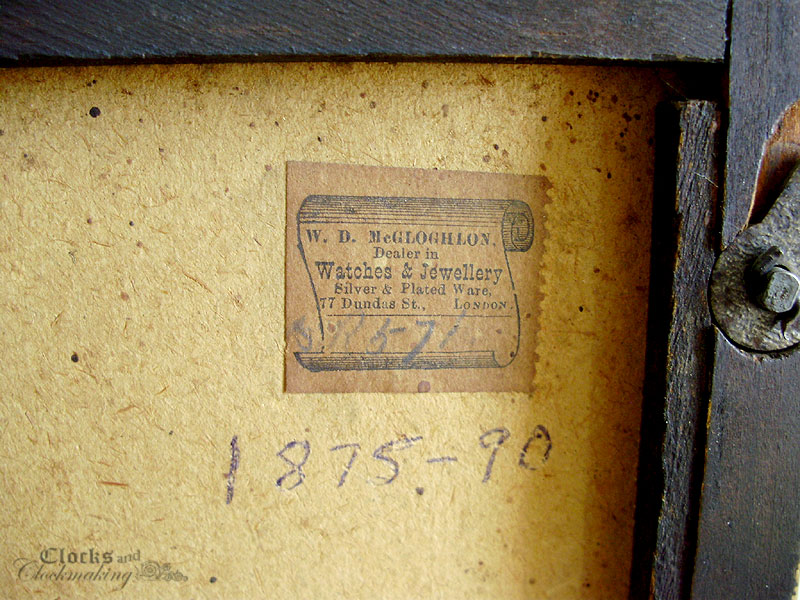 W. D. McGLOGHLON,
Dealer in
Watches & Jewellery
Silver & Plated Ware,
77 Dundas St., LONDON.
1875-90
Clocks and
Clockmaking